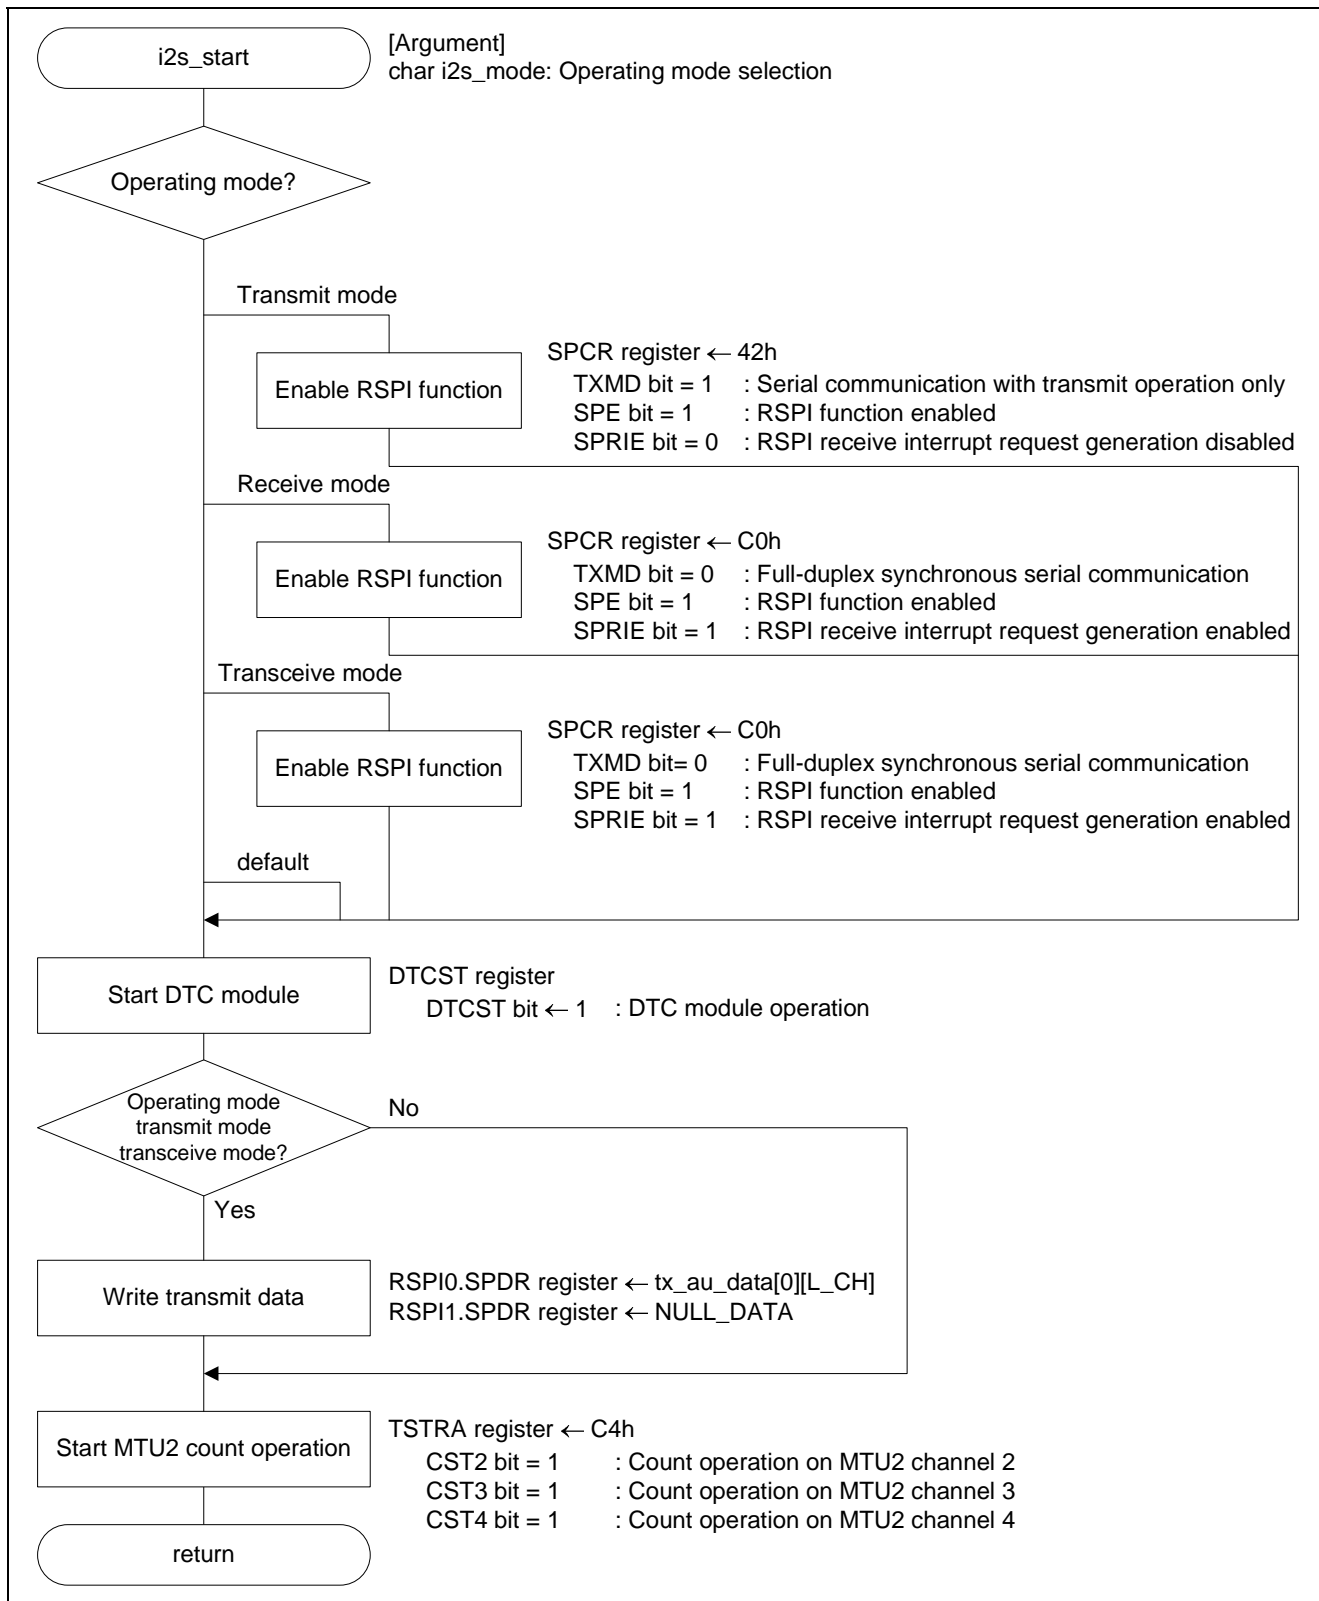 i2s_start
[Argument]
char i2s_mode: Operating mode selection
Operating mode?
Transmit mode
Enable RSPI function
SPCR register ← 42h
TXMD bit = 1 : Serial communication with transmit operation only
SPE bit = 1 : RSPI function enabled
SPRIE bit = 0 : RSPI receive interrupt request generation disabled
Receive mode
Enable RSPI function
SPCR register ← C0h
TXMD bit = 0 : Full-duplex synchronous serial communication
SPE bit = 1 : RSPI function enabled
SPRIE bit = 1 : RSPI receive interrupt request generation enabled
Transceive mode
Enable RSPI function
SPCR register ← C0h
TXMD bit= 0 : Full-duplex synchronous serial communication
SPE bit = 1 : RSPI function enabled
SPRIE bit = 1 : RSPI receive interrupt request generation enabled
default
Start DTC module
DTCST register
DTCST bit ← 1 : DTC module operation
Operating mode
transmit mode
transceive mode?
No
Yes
Write transmit data
RSPI0.SPDR register ← tx_au_data[0][L_CH]
RSPI1.SPDR register ← NULL_DATA
Start MTU2 count operation
TSTRA register ← C4h
CST2 bit = 1 : Count operation on MTU2 channel 2
CST3 bit = 1 : Count operation on MTU2 channel 3
CST4 bit = 1 : Count operation on MTU2 channel 4
return